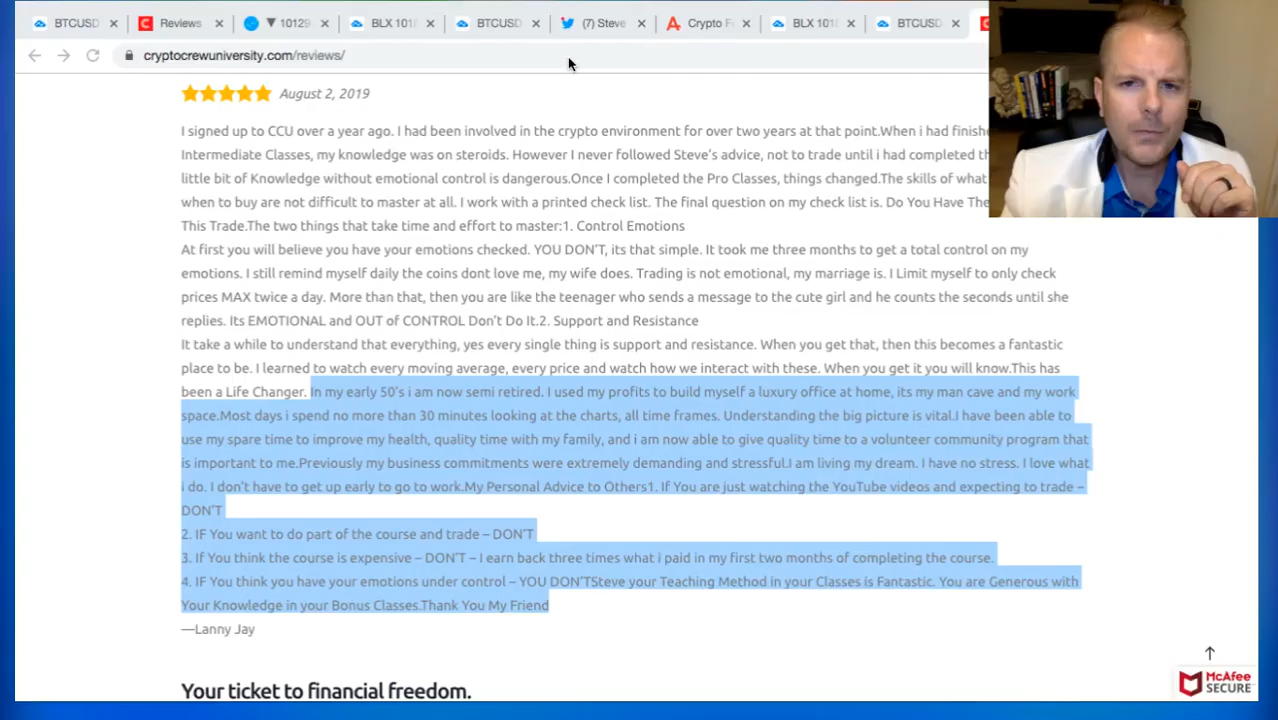 BTCUSD
Reviews
10129
BLX 1018
BTCUSD
(7) Steve
Crypto F
BLX 1018
BTCUSD
cryptocrewuniversity.com/reviews/
August 2, 2019
I signed up to CCU over a year ago. I had been involved in the crypto environment for over two years at that point.When i had finishe
Intermediate Classes, my knowledge was on steroids. However I never followed Steve's advice, not to trade until i had completed th
little bit of Knowledge without emotional control is dangerous.Once I completed the Pro Classes, things changed.The skills of what
when to buy are not difficult to master at all. I work with a printed check list. The final question on my check list is. Do You Have The
This Trade.The two things that take time and effort to master:1. Control Emotions
At first you will believe you have your emotions checked. YOU DON'T, its that simple. It took me three months to get a total control on my
emotions. I still remind myself daily the coins dont love me, my wife does. Trading is not emotional, my marriage is. I Limit myself to only check
prices MAX twice a day. More than that, then you are like the teenager who sends a message to the cute girl and he counts the seconds until she
replies. Its EMOTIONAL and OUT of CONTROL Don't Do It.2. Support and Resistance
It take a while to understand that everything, yes every single thing is support and resistance. When you get that, then this becomes a fantastic
place to be. I learned to watch every moving average, every price and watch how we interact with these. When you get it you will know.This has
been a Life Changer. In my early 50's i am now semi retired. I used my profits to build myself a luxury office at home, its my man cave and my work
space.Most days i spend no more than 30 minutes looking at the charts, all time frames. Understanding the big picture is vital.I have been able to
use my spare time to improve my health, quality time with my family, and i am now able to give quality time to a volunteer community program that
is important to me.Previously my business commitments were extremely demanding and stressful.I am living my dream. I have no stress. I love what
i do. I don't have to get up early to go to work.My Personal Advice to Others1. If You are just watching the YouTube videos and expecting to trade –
DON'T
2. IF You want to do part of the course and trade – DON'T
3. If You think the course is expensive – DON'T – I earn back three times what i paid in my first two months of completing the course.
4. IF You think you have your emotions under control – YOU DON'TSteve your Teaching Method in your Classes is Fantastic. You are Generous with
Your Knowledge in your Bonus Classes.Thank You My Friend
—Lanny Jay
Your ticket to financial freedom.
McAfee
SECURE